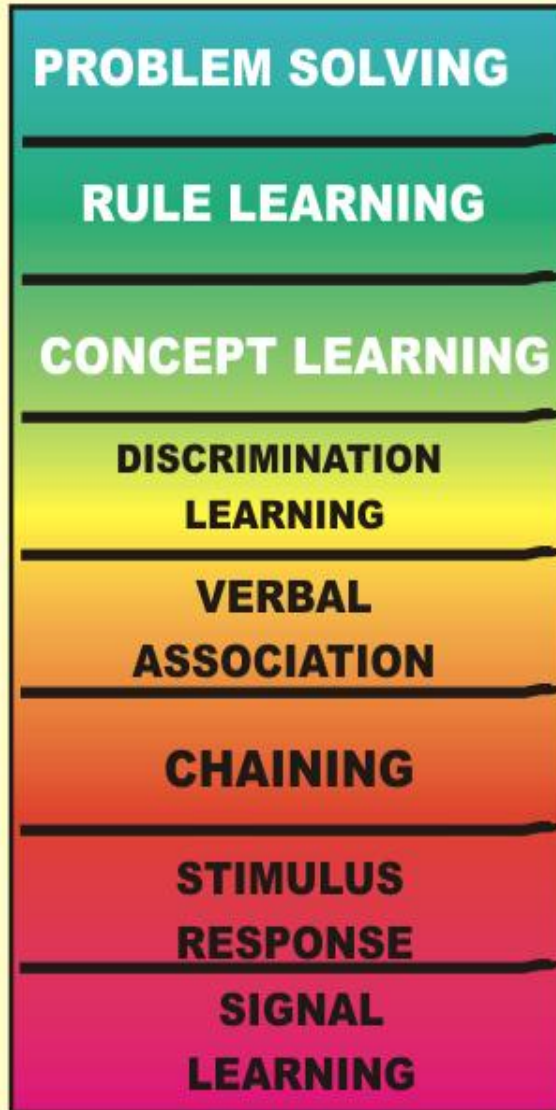 PROBLEM SOLVING
RULE LEARNING
CONCEPT LEARNING
DISCRIMINATION
LEARNING
VERBAL
ASSOCIATION
CHAINING
STIMULUS
RESPONSE
SIGNAL
LEARNING